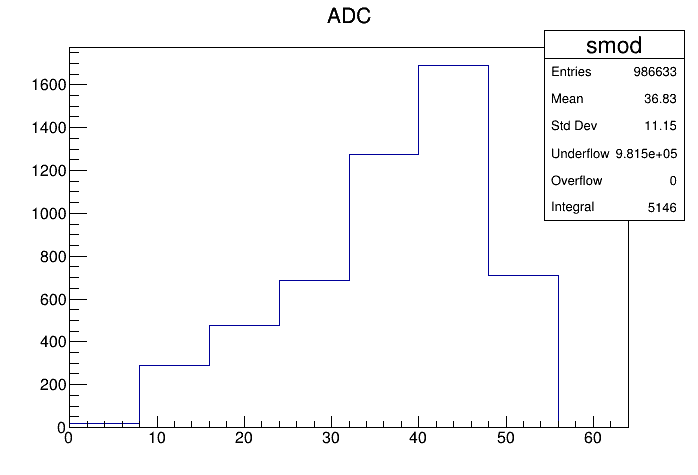 ADC
smod
Entries 986633
Mean 36.83
Std Dev 11.15
Underflow 9.815e+05
Overflow 0
Integral 5146
1600
1400
1200
1000
800
600
400
200
0
0 10 20 30 40 50 60